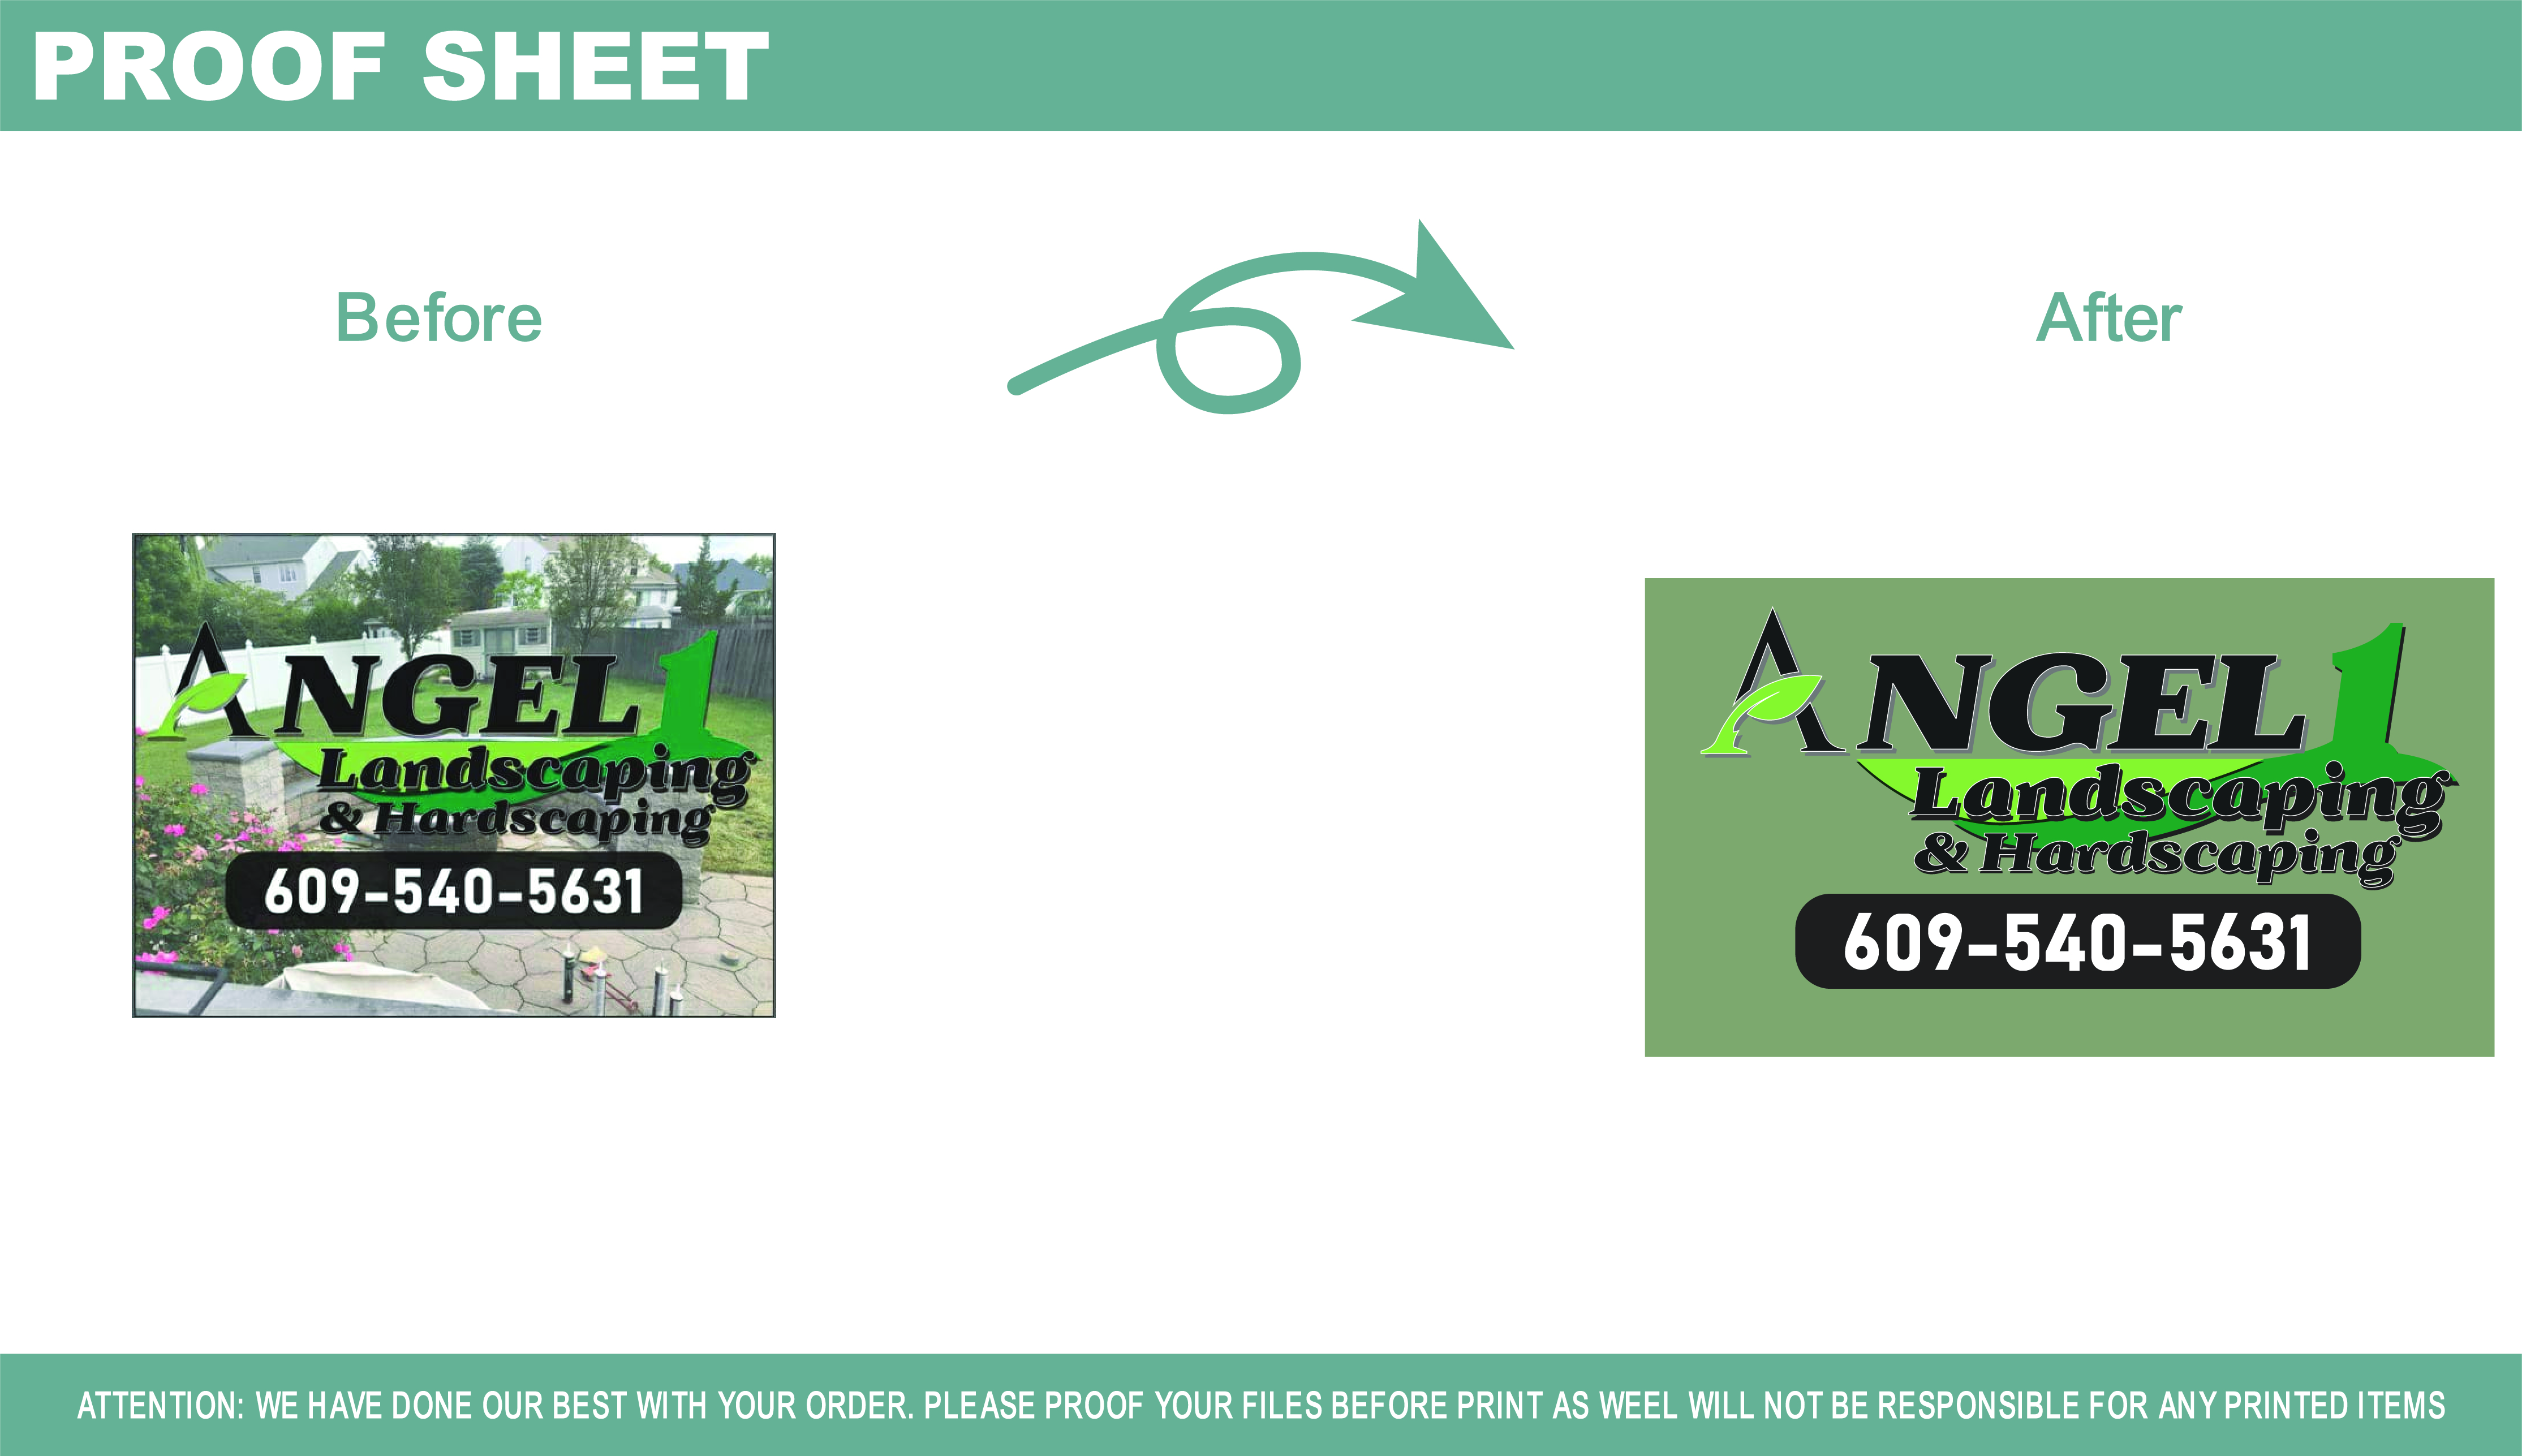 PROOF SHEET
Before
After
ANGEL 1
Landscaping
& Hardscaping
609-540-5631
ANGEL 1
Landscaping
& Hardscaping
609-540-5631
ATTENTION: WE HAVE DONE OUR BEST WITH YOUR ORDER. PLEASE PROOF YOUR FILES BEFORE PRINT AS WEEL WILL NOT BE RESPONSIBLE FOR ANY PRINTED ITEMS